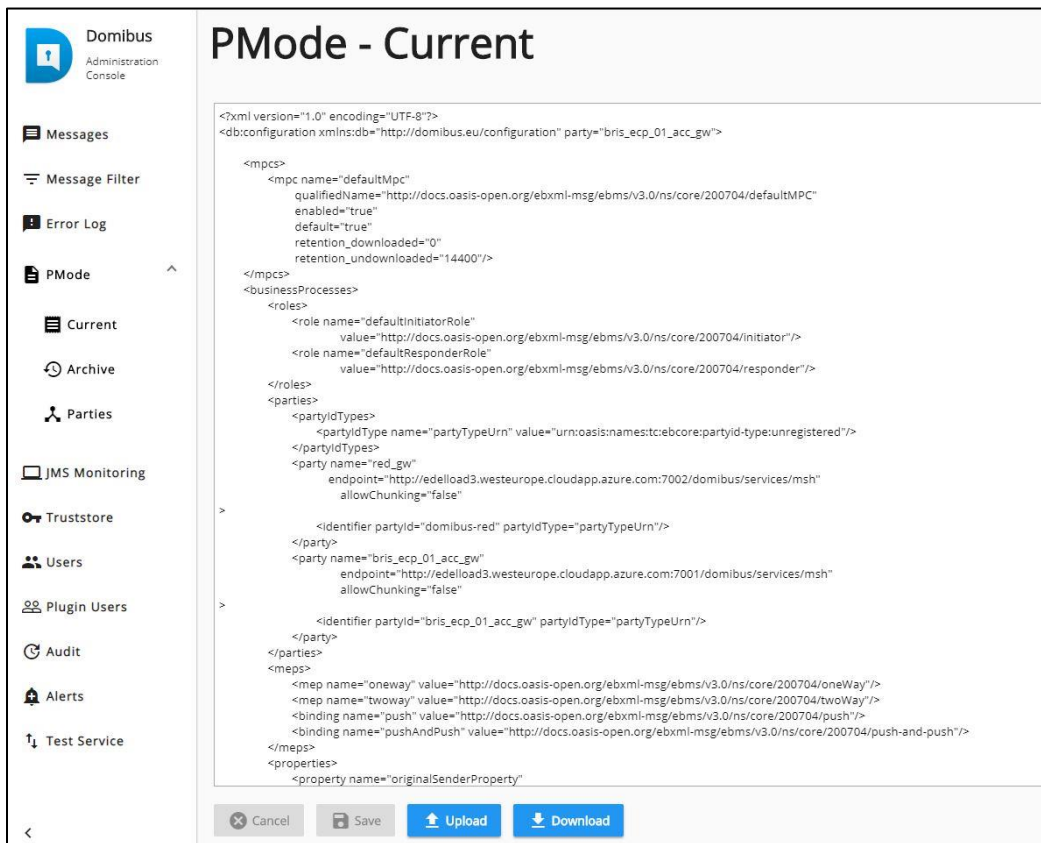 Domibus
Administration
Console
Messages
Message Filter
Error Log
PMode
Current
Archive
Parties
JMS Monitoring
Truststore
Users
Plugin Users
Audit
Alerts
Test Service
PMode - Current
<?xml version="1.0" encoding="UTF-8"?>
<db:configuration xmlns:db="http://domibus.eu/configuration" party="bris_ecp_01_acc_gw">
<mpcs>
<mpc name="defaultMpc"
qualifiedName="http://docs.oasis-open.org/ebxml-msg/ebms/v3.0/ns/core/200704/defaultMPC"
enabled="true"
default="true"
retention_downloaded="0"
retention_undownloaded="14400"/>
</mpcs>
<businessProcesses>
<roles>
<role name="defaultInitiatorRole"
value="http://docs.oasis-open.org/ebxml-msg/ebms/v3.0/ns/core/200704/initiator"/>
<role name="defaultResponderRole"
value="http://docs.oasis-open.org/ebxml-msg/ebms/v3.0/ns/core/200704/responder"/>
</roles>
<parties>
<partyIdTypes>
<partyIdType name="partyTypeUrn" value="urn:oasis:names:tc:ebcore:partyid-type:unregistered"/>
</partyIdTypes>
<party name="red_gw"
endpoint="http://edelload3.westeurope.cloudapp.azure.com:7002/domibus/services/msh"
allowChunking="false"
>
<identifier partyId="domibus-red" partyIdType="partyTypeUrn"/>
</party>
<party name="bris_ecp_01_acc_gw"
endpoint="http://edelload3.westeurope.cloudapp.azure.com:7001/domibus/services/msh"
allowChunking="false"
>
<identifier partyId="bris_ecp_01_acc_gw" partyIdType="partyTypeUrn"/>
</party>
</parties>
<meps>
<mep name="oneway" value="http://docs.oasis-open.org/ebxml-msg/ebms/v3.0/ns/core/200704/oneWay"/>
<mep name="twoway" value="http://docs.oasis-open.org/ebxml-msg/ebms/v3.0/ns/core/200704/twoWay"/>
<binding name="push" value="http://docs.oasis-open.org/ebxml-msg/ebms/v3.0/ns/core/200704/push"/>
<binding name="pushAndPush" value="http://docs.oasis-open.org/ebxml-msg/ebms/v3.0/ns/core/200704/push-and-push"/>
</meps>
<properties>
<property name="originalSenderProperty"
Cancel
Save
Upload
Download